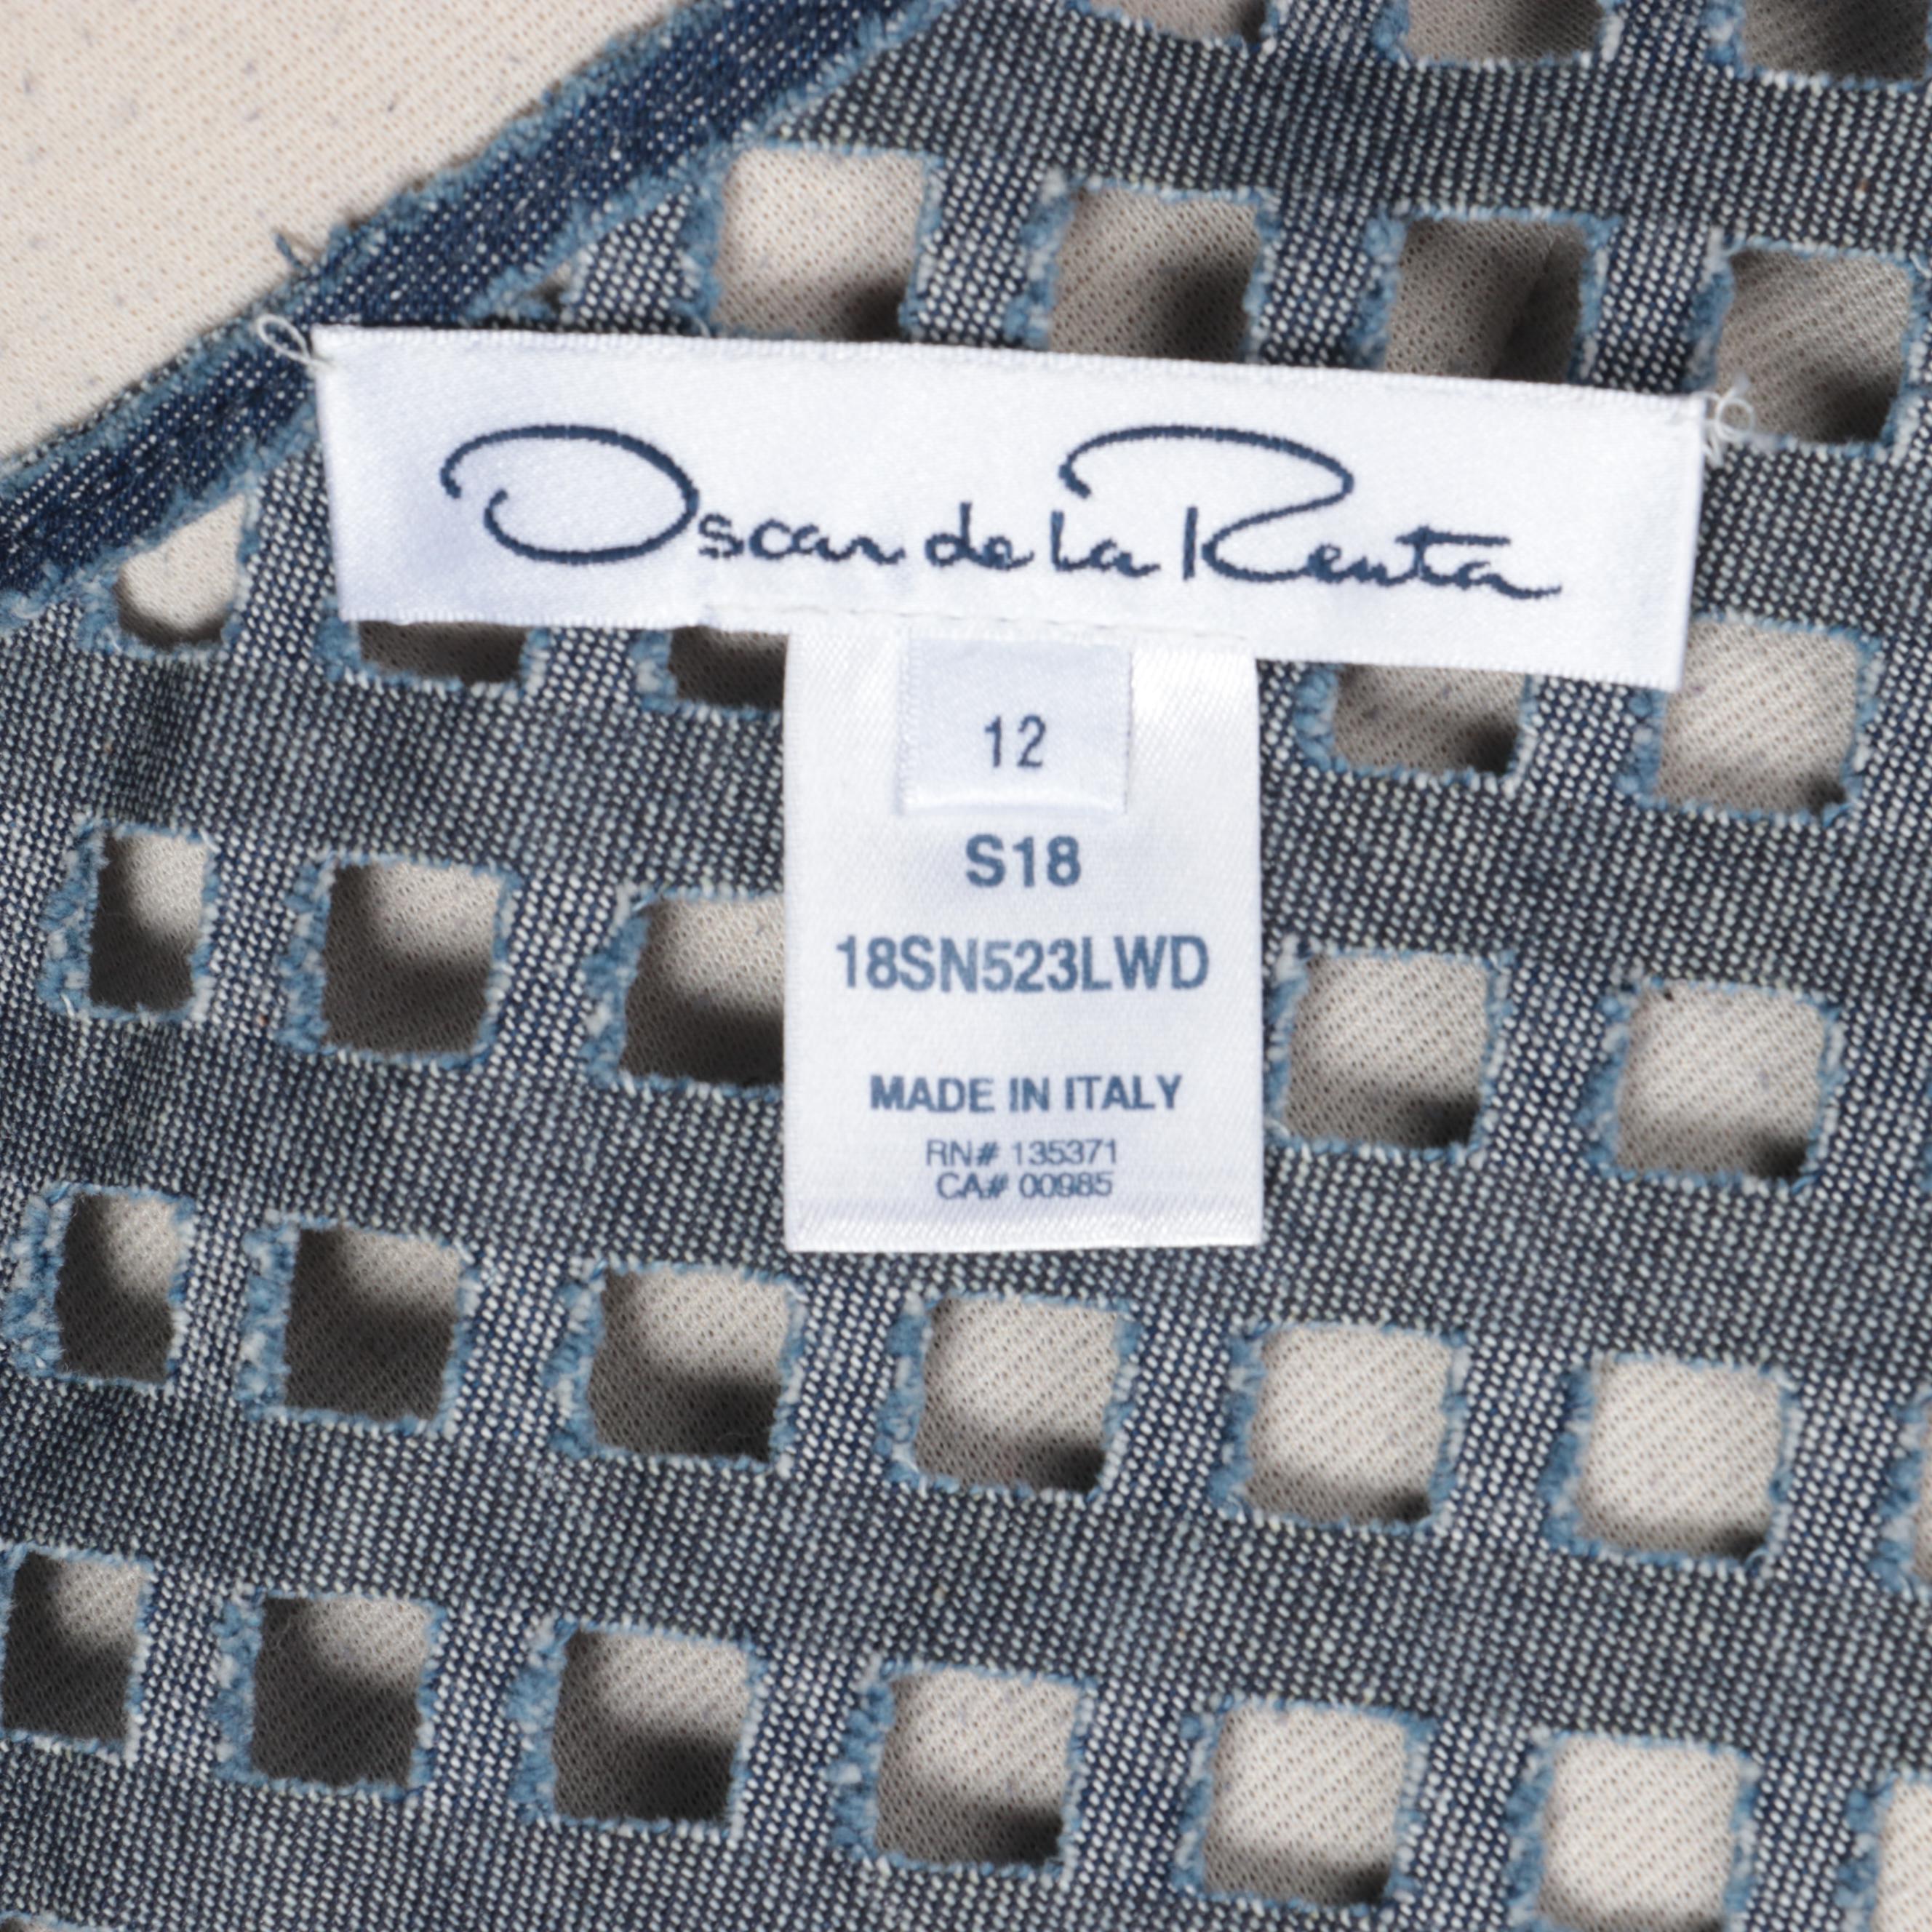 Oscar de la Renta
12
S18
18SN523LWD
MADE IN ITALY
RN# 135371
CA# 00985